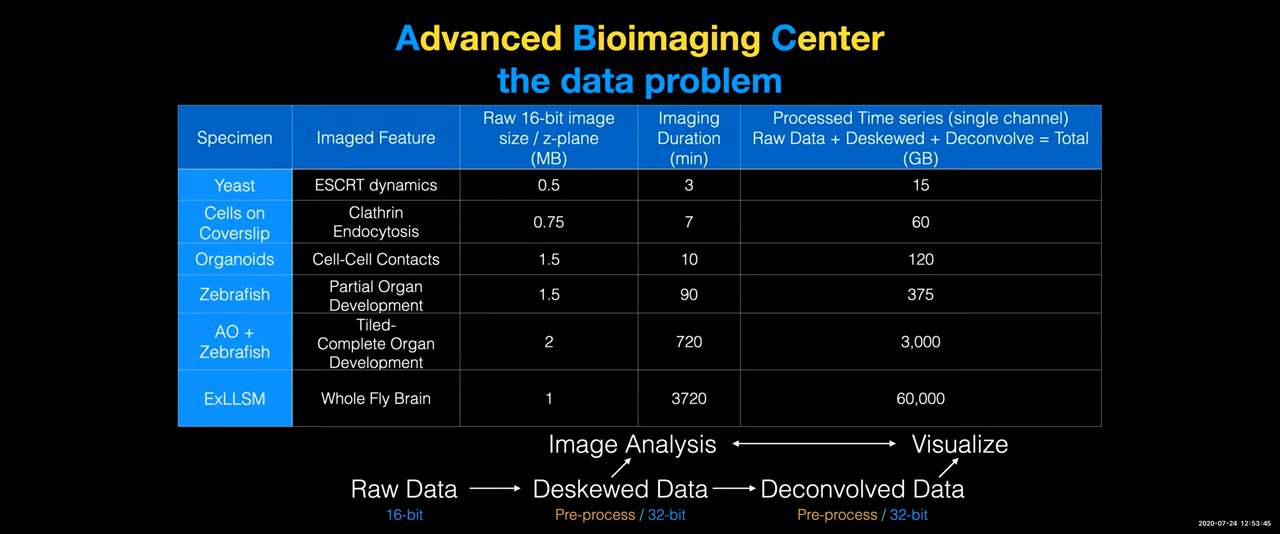 Advanced Bioimaging Center
the data problem
Specimen
Imaged Feature
Raw 16-bit image
size / z-plane
(MB)
Imaging
Duration
(min)
Processed Time series (single channel)
Raw Data + Deskewed + Deconvolve = Total
(GB)
Yeast
ESCRT dynamics
0.5
3
15
Cells on
Coverslip
Clathrin
Endocytosis
0.75
7
60
Organoids
Cell-Cell Contacts
1.5
10
120
Zebrafish
Partial Organ
Development
1.5
90
375
AO +
Zebrafish
Tiled-
Complete Organ
Development
2
720
3,000
ExLLSM
Whole Fly Brain
1
3720
60,000
Image Analysis
Visualize
Raw Data
Deskewed Data
Deconvolved Data
16-bit
Pre-process / 32-bit
Pre-process / 32-bit
2020-07-24 12:53:45